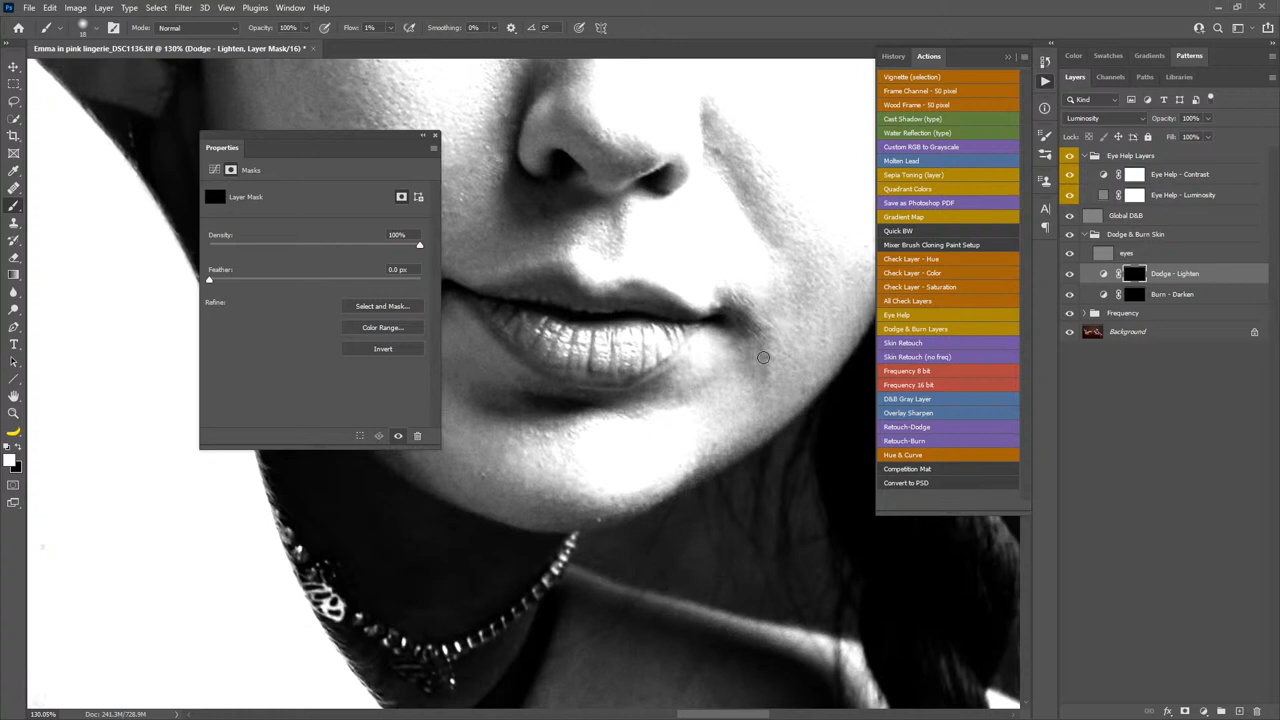 File Edit Image Layer Type Select Filter 3D View Plugins Window Help
Mode: Normal Opacity: 100% Flow: 1% Smoothing: 0% 0°
18
Emma in pink lingerie_DSC1136.tif @ 130% (Dodge - Lighten, Layer Mask/16) *
Properties
Masks
Layer Mask
Density: 100%
Feather: 0.0 px
Refine:
Select and Mask...
Color Range...
Invert
History Actions
Vignette (selection)
Frame Channel - 50 pixel
Wood Frame - 50 pixel
Cast Shadow (type)
Water Reflection (type)
Custom RGB to Grayscale
Molten Lead
Sepia Toning (layer)
Quadrant Colors
Save as Photoshop PDF
Gradient Map
Quick BW
Mixer Brush Cloning Paint Setup
Check Layer - Hue
Check Layer - Color
Check Layer - Saturation
All Check Layers
Eye Help
Dodge & Burn Layers
Skin Retouch
Skin Retouch (no freq)
Frequency 8 bit
Frequency 16 bit
D&B Gray Layer
Overlay Sharpen
Retouch-Dodge
Retouch-Burn
Hue & Curve
Competition Mat
Convert to PSD
Color Swatches Gradients Patterns
Layers Channels Paths Libraries
Kind
Luminosity Opacity: 100%
Lock: Fill: 100%
Eye Help Layers
Eye Help - Contrast
Eye Help - Luminosity
Global D&B
Dodge & Burn Skin
eyes
Dodge - Lighten
Burn - Darken
Frequency
Background
130.05% Doc: 241.3M/728.9M